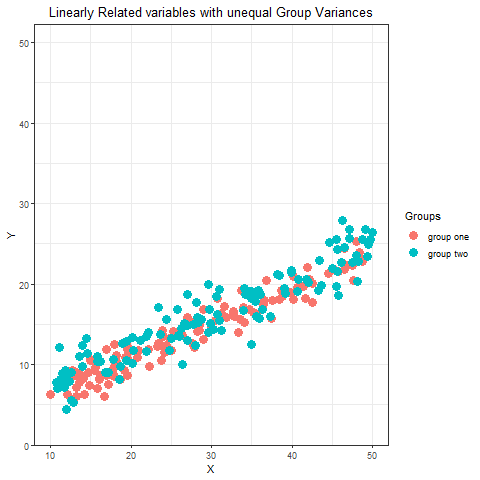 Linearly Related variables with unequal Group Variances
50
40
30
20
10
0
Y
10 20 30 40 50
X
Groups
group one
group two